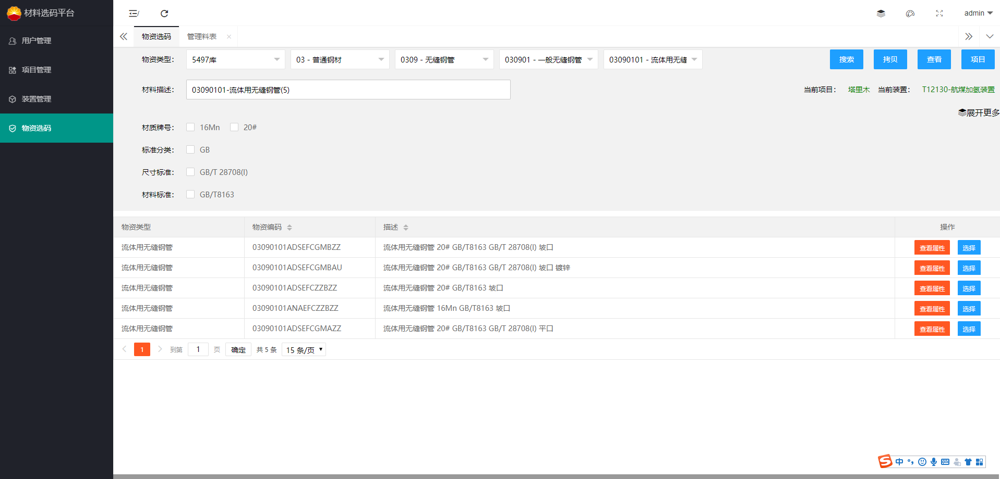 材料选码平台
admin
用户管理
项目管理
装置管理
物资选码
物资选码
管理料表
物资类型:
5497库
03 - 普通钢材
0309 - 无缝钢管
030901 - 一般无缝钢管
03090101 - 流体用无缝
搜索
拷贝
查看
项目
材料描述:
03090101-流体用无缝钢管(5)
当前项目:
塔里木
当前装置:
T12130-航煤加氢装置
展开更多
材质牌号:
16Mn
20#
标准分类:
GB
尺寸标准:
GB/T 28708(I)
材料标准:
GB/T8163
物资类型
物资编码
描述
操作
流体用无缝钢管
03090101ADSEFCGMBZZ
流体用无缝钢管 20# GB/T8163 GB/T 28708(I) 坡口
查看属性
选择
流体用无缝钢管
03090101ADSEFCGMBAU
流体用无缝钢管 20# GB/T8163 GB/T 28708(I) 坡口 镀锌
查看属性
选择
流体用无缝钢管
03090101ADSEFCZZBZZ
流体用无缝钢管 20# GB/T8163 坡口
查看属性
选择
流体用无缝钢管
03090101ANAEFCZZBZZ
流体用无缝钢管 16Mn GB/T8163 坡口
查看属性
选择
流体用无缝钢管
03090101ADSEFCGMAZZ
流体用无缝钢管 20# GB/T8163 GB/T 28708(I) 平口
查看属性
选择
1
到第
1
页
确定
共 5 条
15 条/页
中